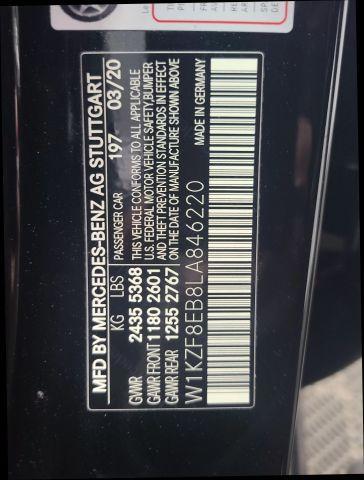 MFD BY MERCEDES-BENZ AG STUTTGART
PASSENGER CAR 197 03/20
KG LBS
GVWR 2435 5368
GAWR FRONT 1180 2601
GAWR REAR 1255 2767
THIS VEHICLE CONFORMS TO ALL APPLICABLE
U.S. FEDERAL MOTOR VEHICLE SAFETY, BUMPER
AND THEFT PREVENTION STANDARDS IN EFFECT
ON THE DATE OF MANUFACTURE SHOWN ABOVE
W1KZF8EB8LA846220
MADE IN GERMANY